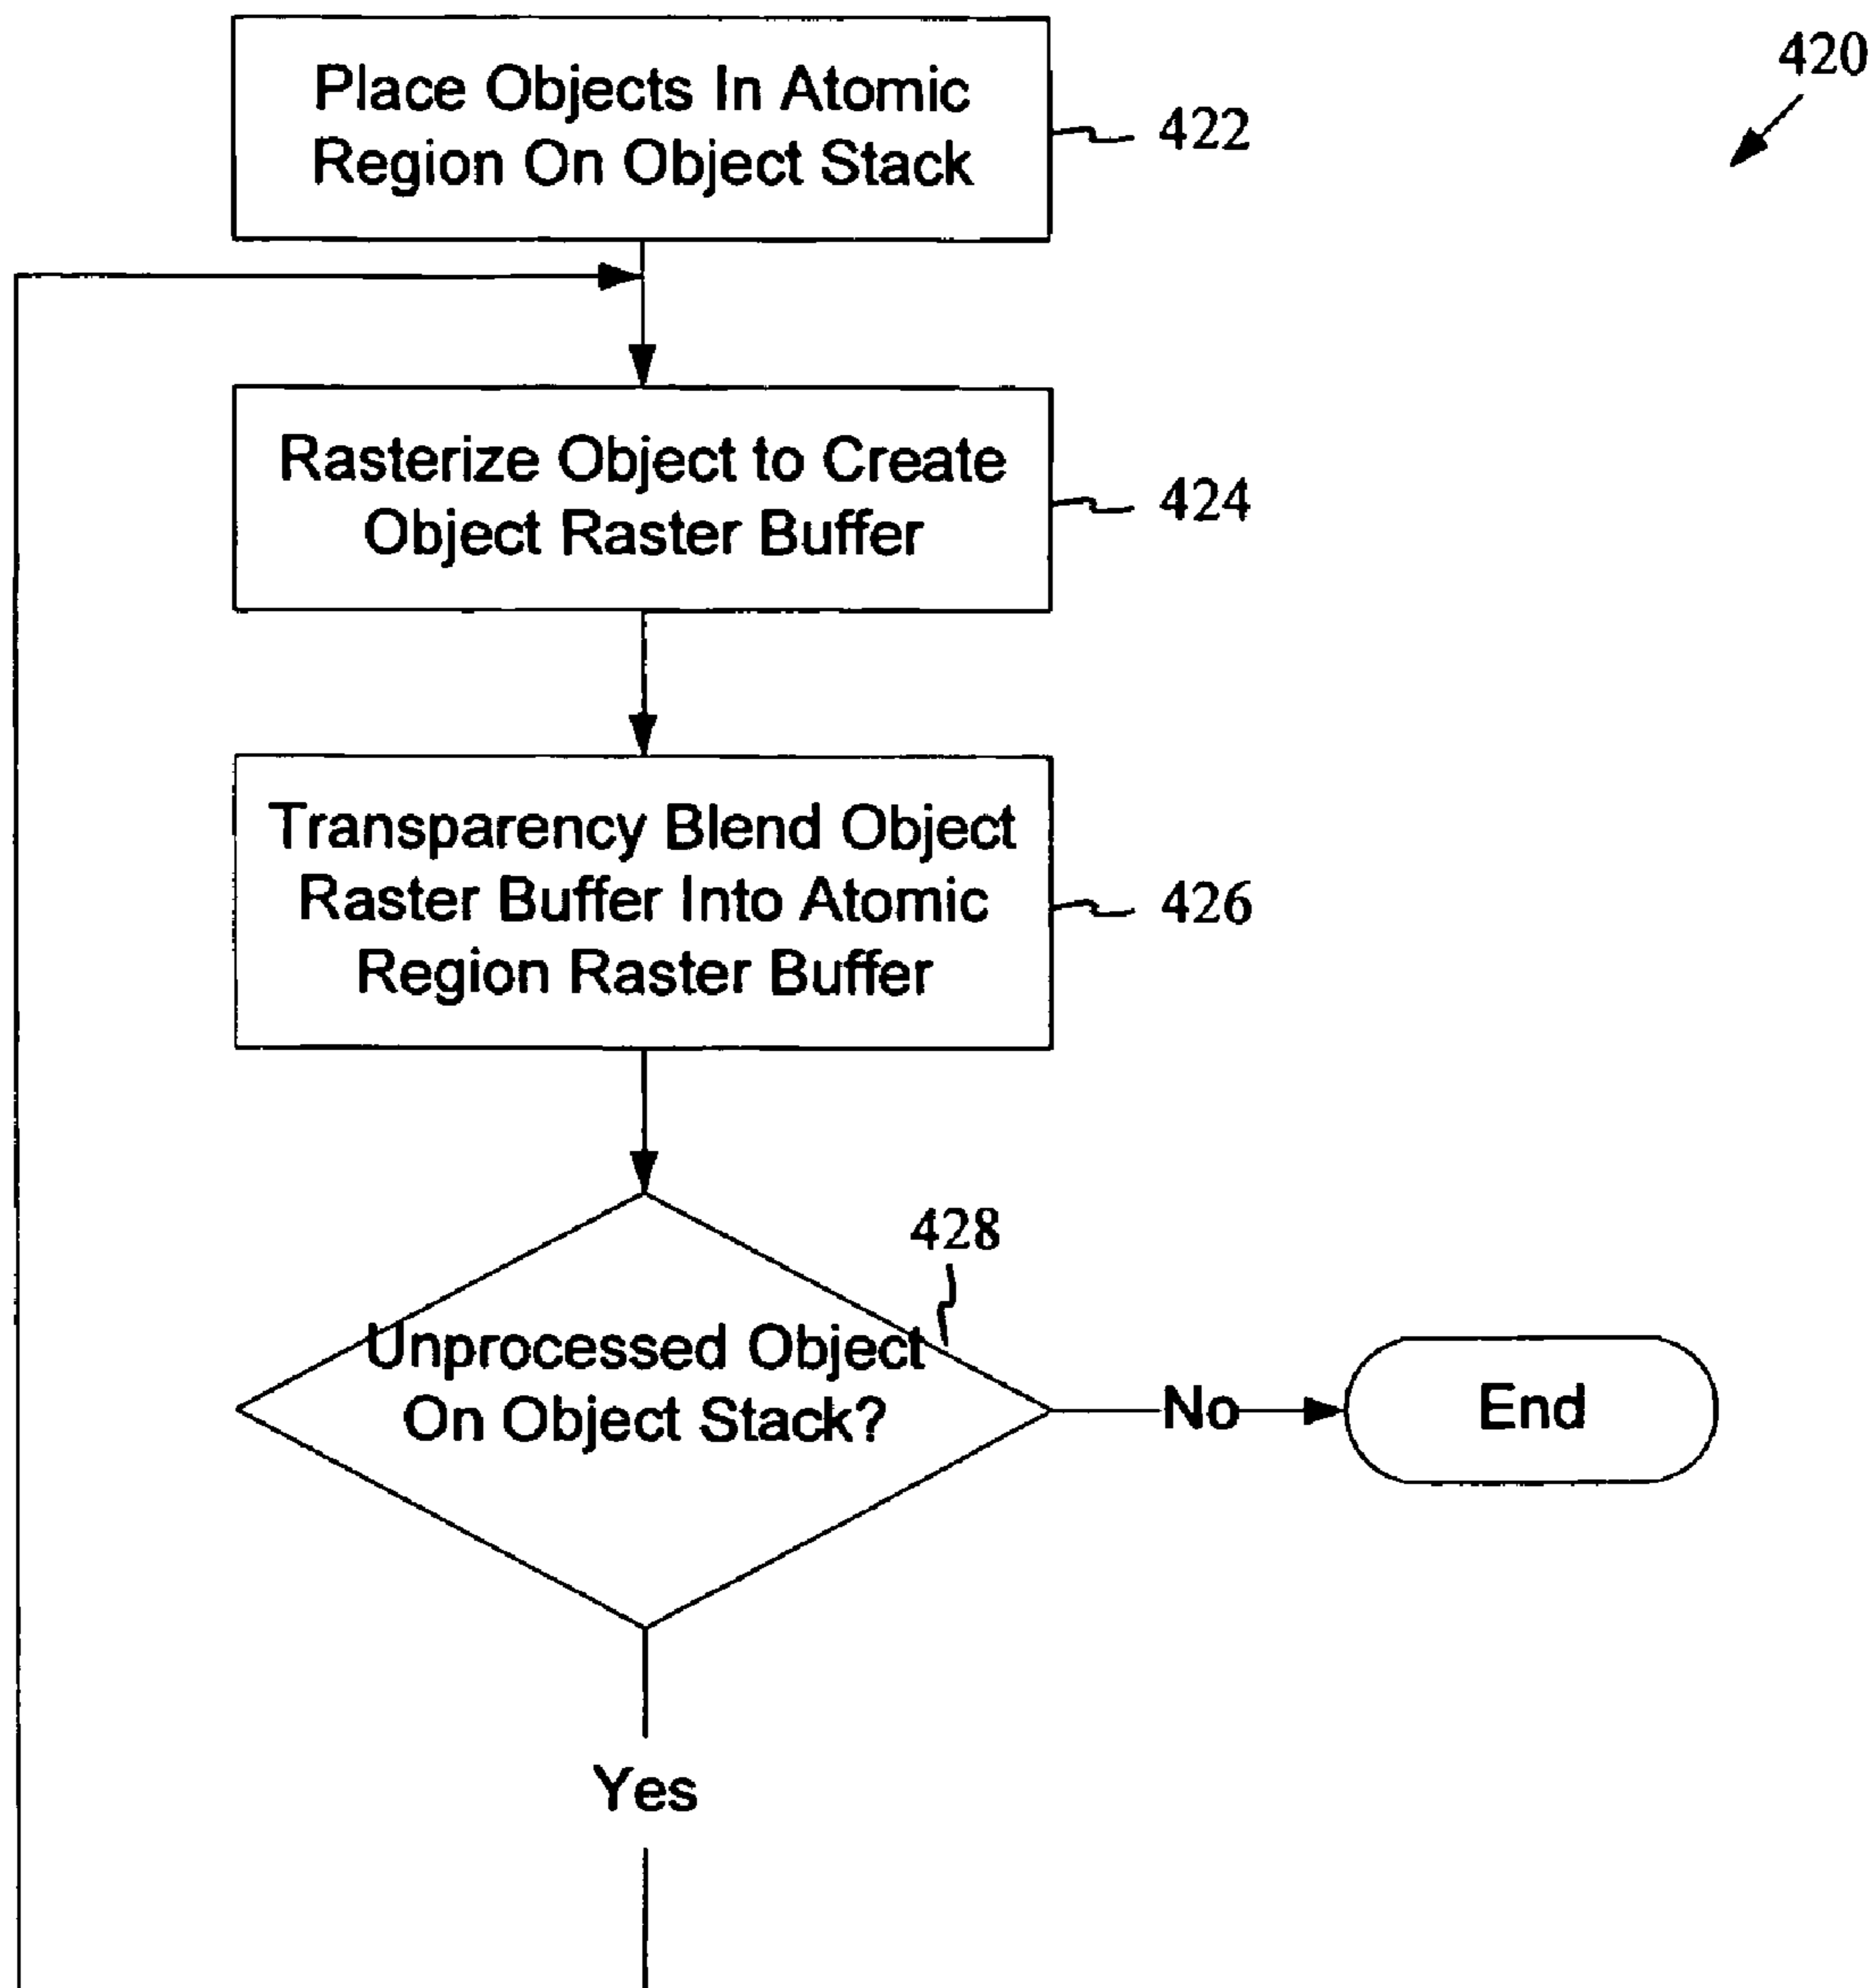 420
Place Objects In Atomic
Region On Object Stack
422
Rasterize Object to Create
Object Raster Buffer
424
Transparency Blend Object
Raster Buffer Into Atomic
Region Raster Buffer
426
428
Unprocessed Object
On Object Stack?
No
End
Yes